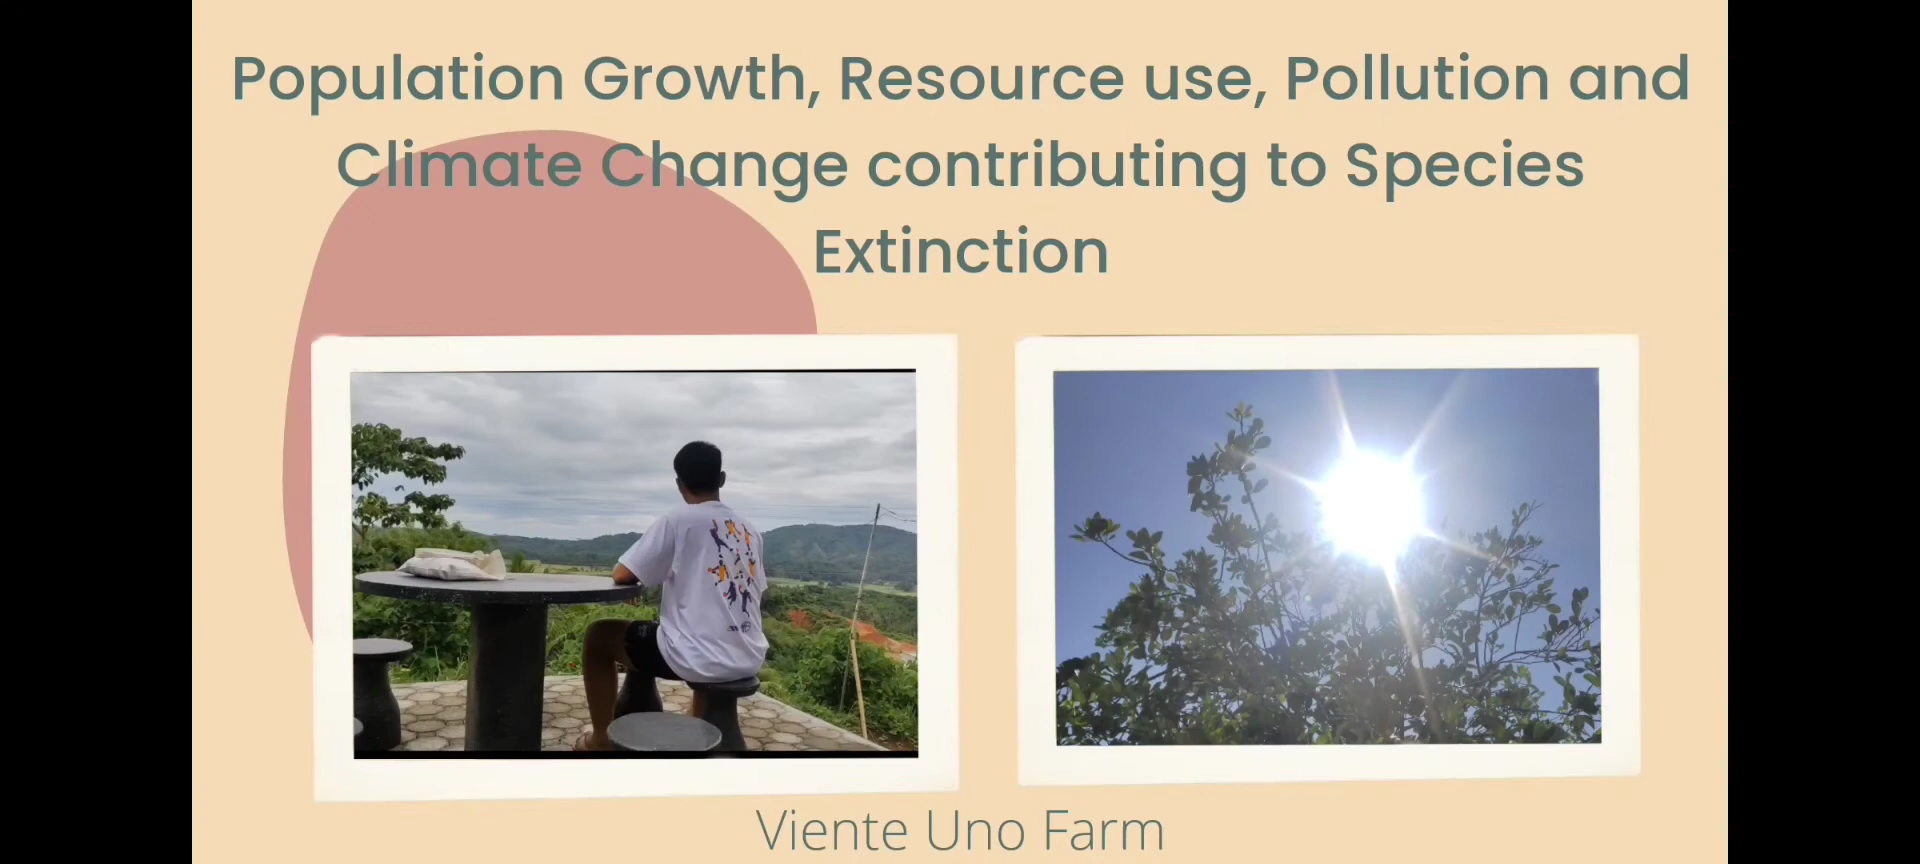 Population Growth, Resource use, Pollution and
Climate Change contributing to Species
Extinction
Viente Uno Farm